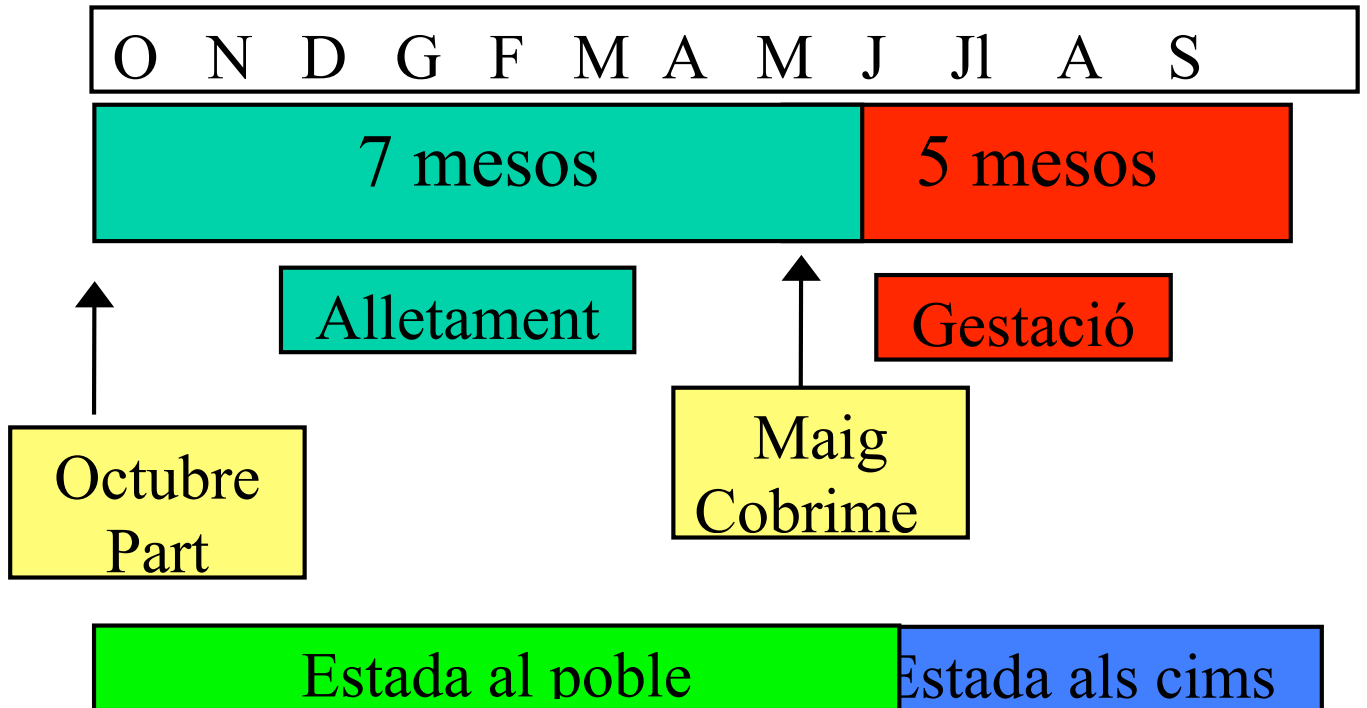 O N D G F M A M J Jl A S
7 mesos
5 mesos
Alletament
Gestació
Octubre
Part
Maig
Cobrime
Estada al poble
Estada als cims